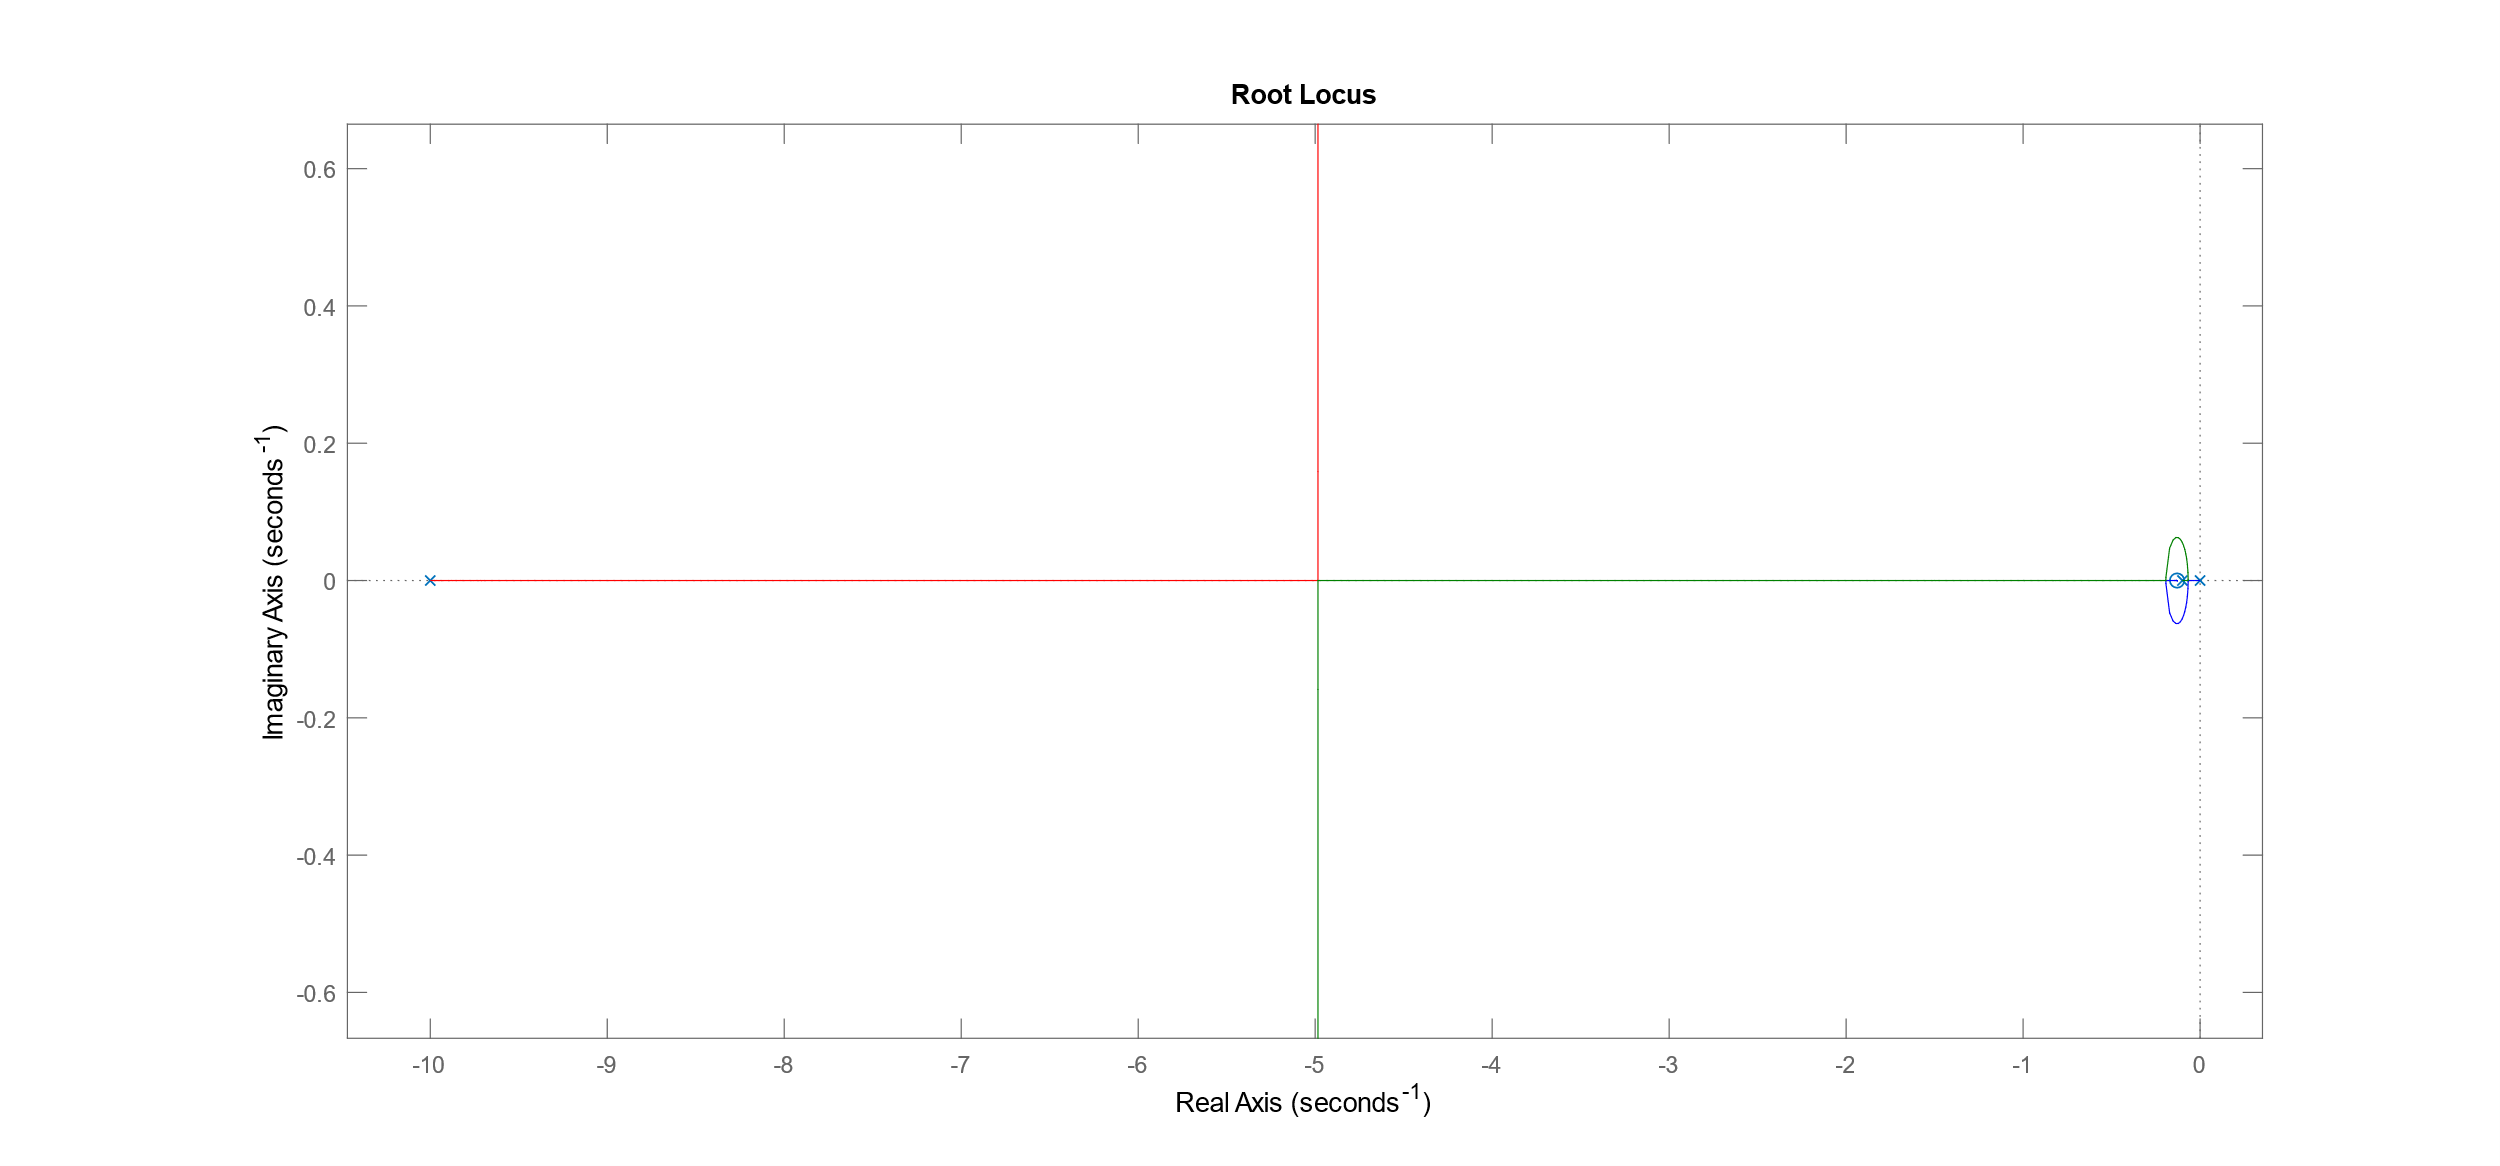 Root Locus
0.6
0.4
0.2
0
-0.2
-0.4
-0.6
Imaginary Axis (seconds-1)
-10 -9 -8 -7 -6 -5 -4 -3 -2 -1 0
Real Axis (seconds-1)